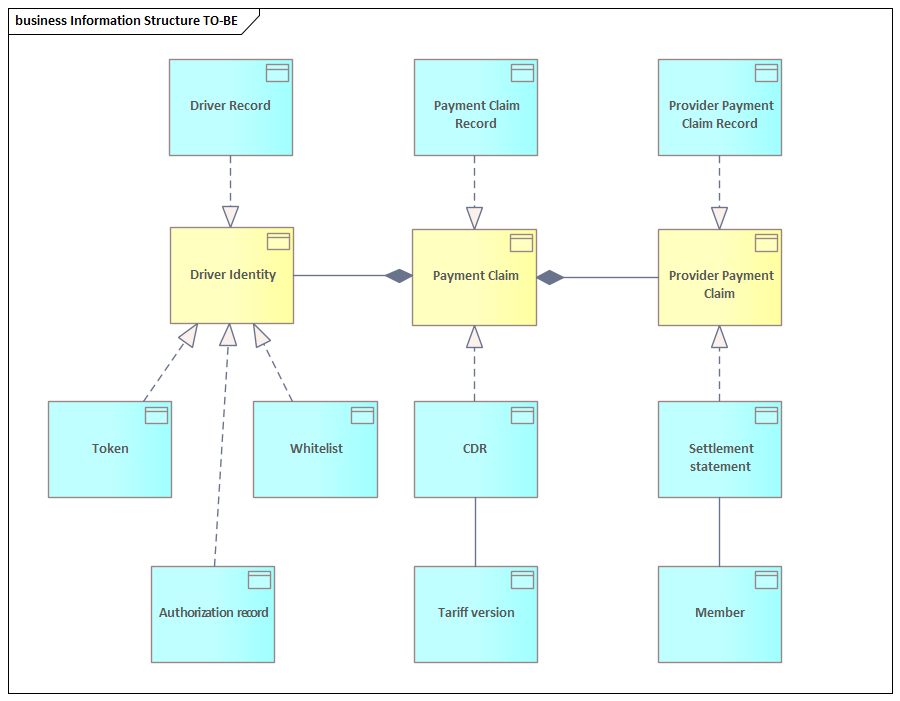 business Information Structure TO-BE
Driver Record
Payment Claim
Record
Provider Payment
Claim Record
Driver Identity
Payment Claim
Provider Payment
Claim
Token
Whitelist
CDR
Settlement
statement
Authorization record
Tariff version
Member